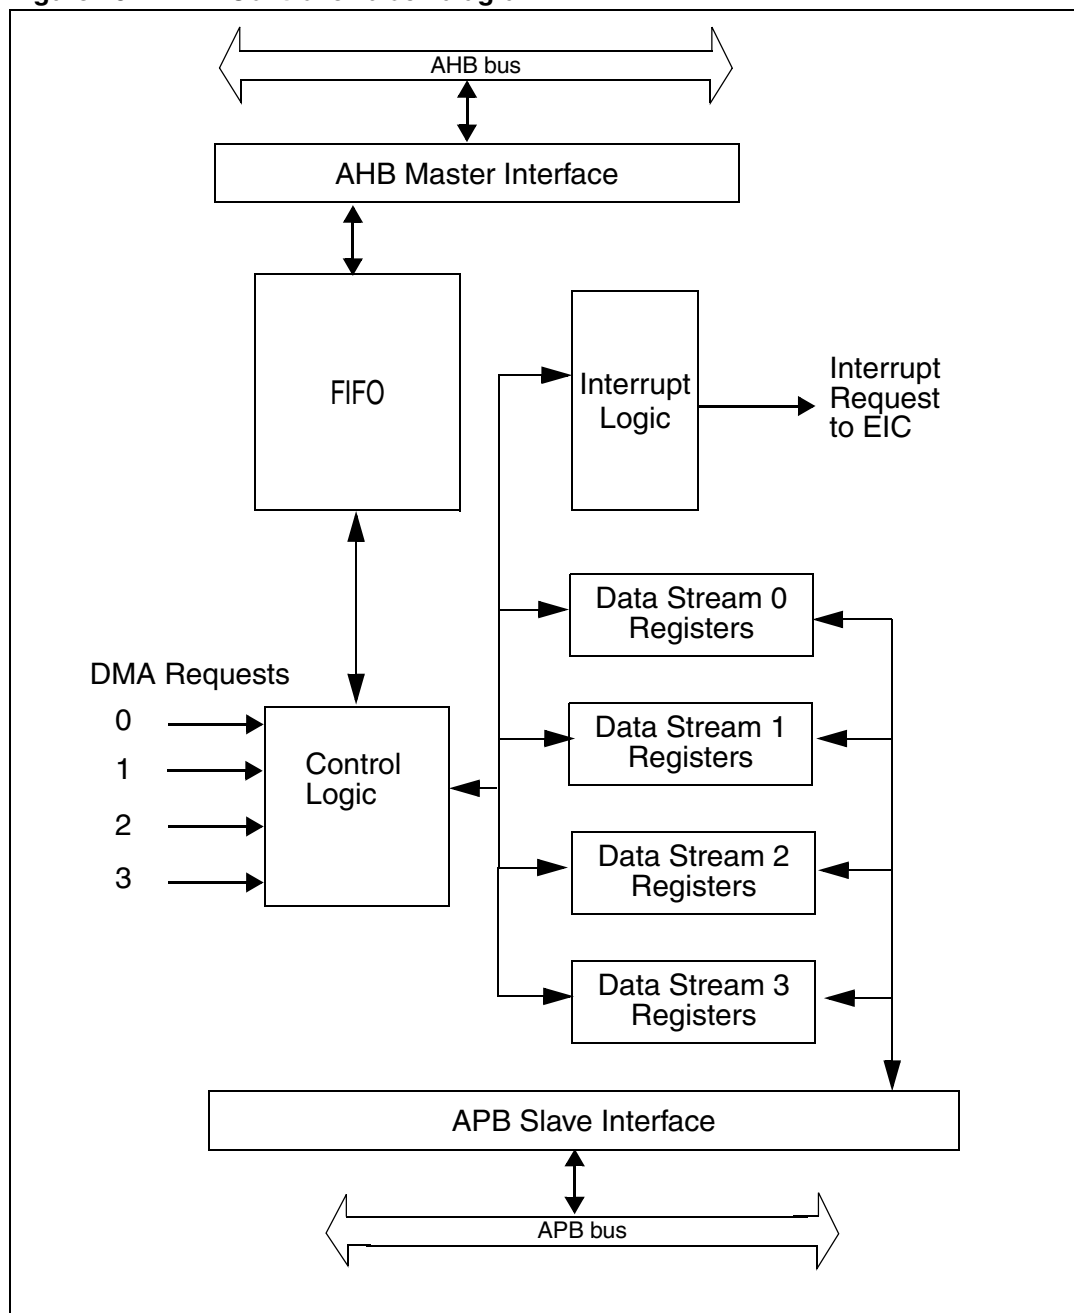 AHB bus
AHB Master Interface
FIFO
Interrupt
Logic
Interrupt
Request
to EIC
Data Stream 0
Registers
DMA Requests
0
1
2
3
Control
Logic
Data Stream 1
Registers
Data Stream 2
Registers
Data Stream 3
Registers
APB Slave Interface
APB bus